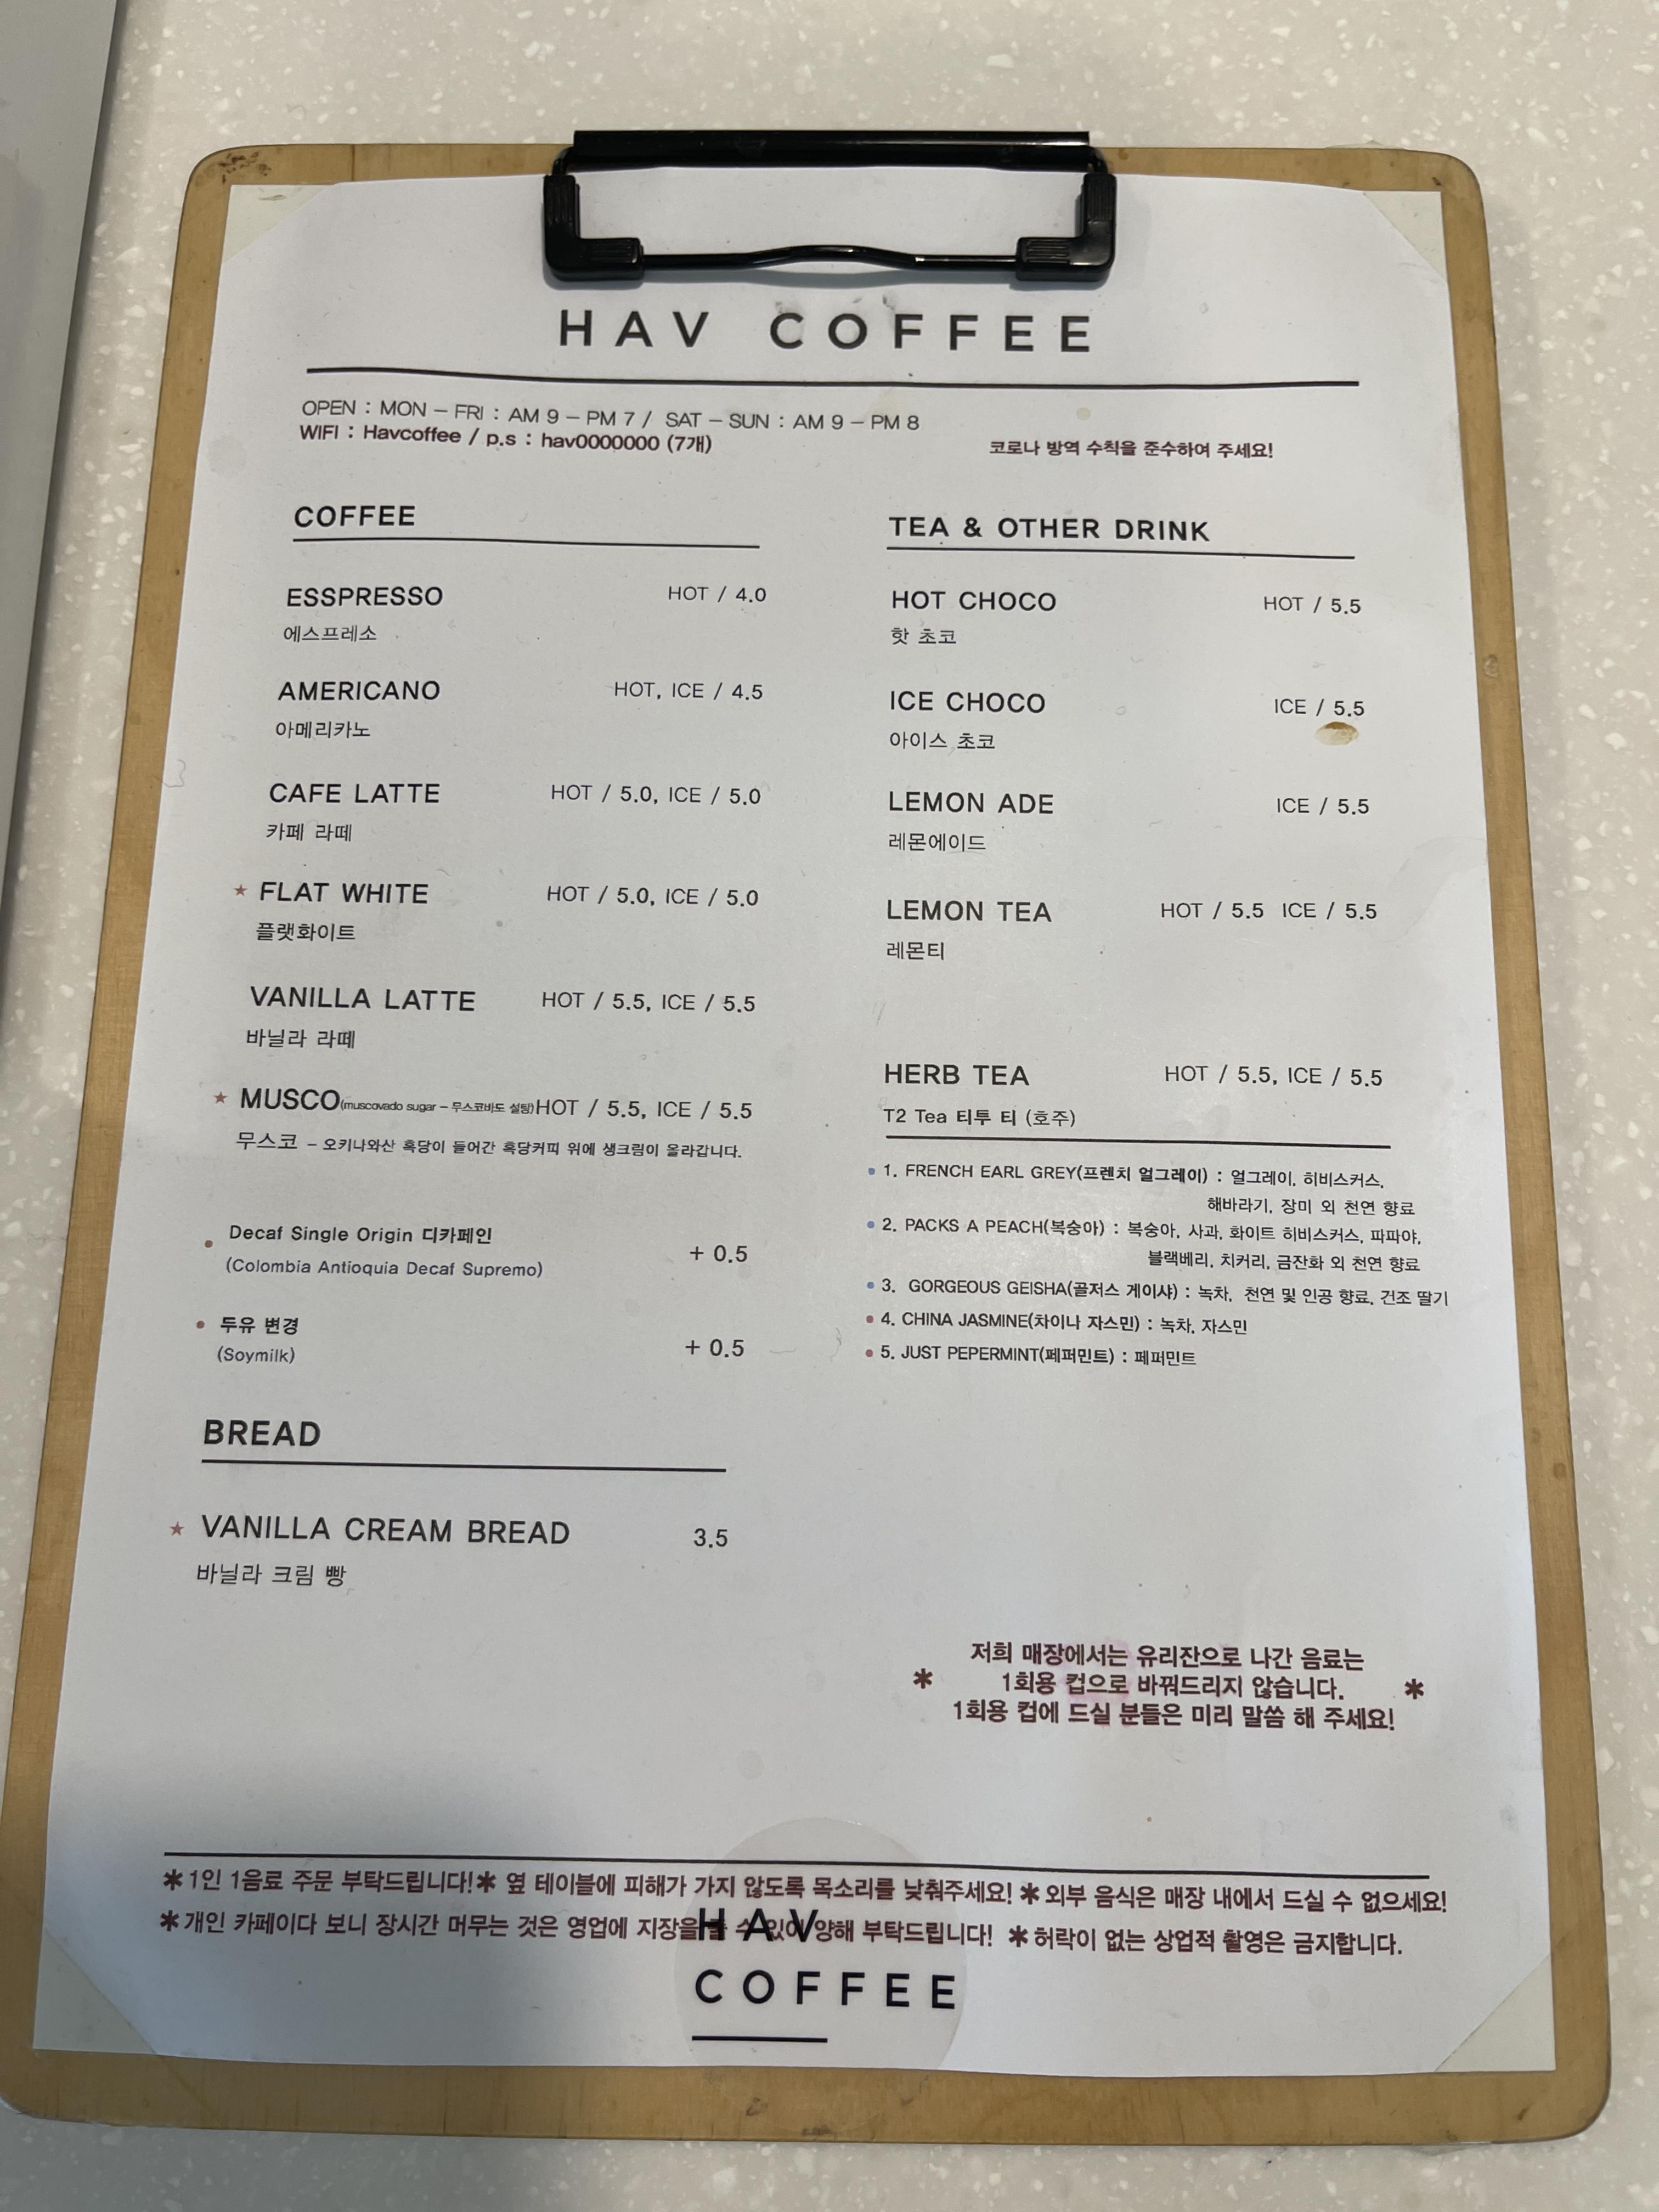 HAV COFFEE
OPEN : MON – FRI : AM 9 – PM 7 / SAT – SUN : AM 9 – PM 8
WIFI : Havcoffee / p.s : hav0000000 (7개)
코로나 방역 수칙을 준수하여 주세요!
COFFEE
ESSPRESSO HOT / 4.0
에스프레소
AMERICANO HOT, ICE / 4.5
아메리카노
CAFE LATTE HOT / 5.0, ICE / 5.0
카페 라떼
★ FLAT WHITE HOT / 5.0, ICE / 5.0
플랫화이트
VANILLA LATTE HOT / 5.5, ICE / 5.5
바닐라 라떼
★ MUSCO(muscovado sugar – 무스코바도 설탕)HOT / 5.5, ICE / 5.5
무스코 – 오키나와산 흑당이 들어간 흑당커피 위에 생크림이 올라갑니다.
• Decaf Single Origin 디카페인 + 0.5
(Colombia Antioquia Decaf Supremo)
• 두유 변경 + 0.5
(Soymilk)
BREAD
★ VANILLA CREAM BREAD 3.5
바닐라 크림 빵
TEA & OTHER DRINK
HOT CHOCO HOT / 5.5
핫 초코
ICE CHOCO ICE / 5.5
아이스 초코
LEMON ADE ICE / 5.5
레몬에이드
LEMON TEA HOT / 5.5 ICE / 5.5
레몬티
HERB TEA HOT / 5.5, ICE / 5.5
T2 Tea 티투 티 (호주)
• 1. FRENCH EARL GREY(프렌치 얼그레이) : 얼그레이, 히비스커스,
해바라기, 장미 외 천연 향료
• 2. PACKS A PEACH(복숭아) : 복숭아, 사과, 화이트 히비스커스, 파파야,
블랙베리, 치커리, 금잔화 외 천연 향료
• 3. GORGEOUS GEISHA(골저스 게이샤) : 녹차, 천연 및 인공 향료, 건조 딸기
• 4. CHINA JASMINE(차이나 자스민) : 녹차, 자스민
• 5. JUST PEPERMINT(페퍼민트) : 페퍼민트
저희 매장에서는 유리잔으로 나간 음료는
* 1회용 컵으로 바꿔드리지 않습니다. *
1회용 컵에 드실 분들은 미리 말씀 해 주세요!
* 1인 1음료 주문 부탁드립니다! * 옆 테이블에 피해가 가지 않도록 목소리를 낮춰주세요! * 외부 음식은 매장 내에서 드실 수 없으세요!
* 개인 카페이다 보니 장시간 머무는 것은 영업에 지장을 줄 수 있어 양해 부탁드립니다! * 허락이 없는 상업적 촬영은 금지합니다.
HAV
COFFEE